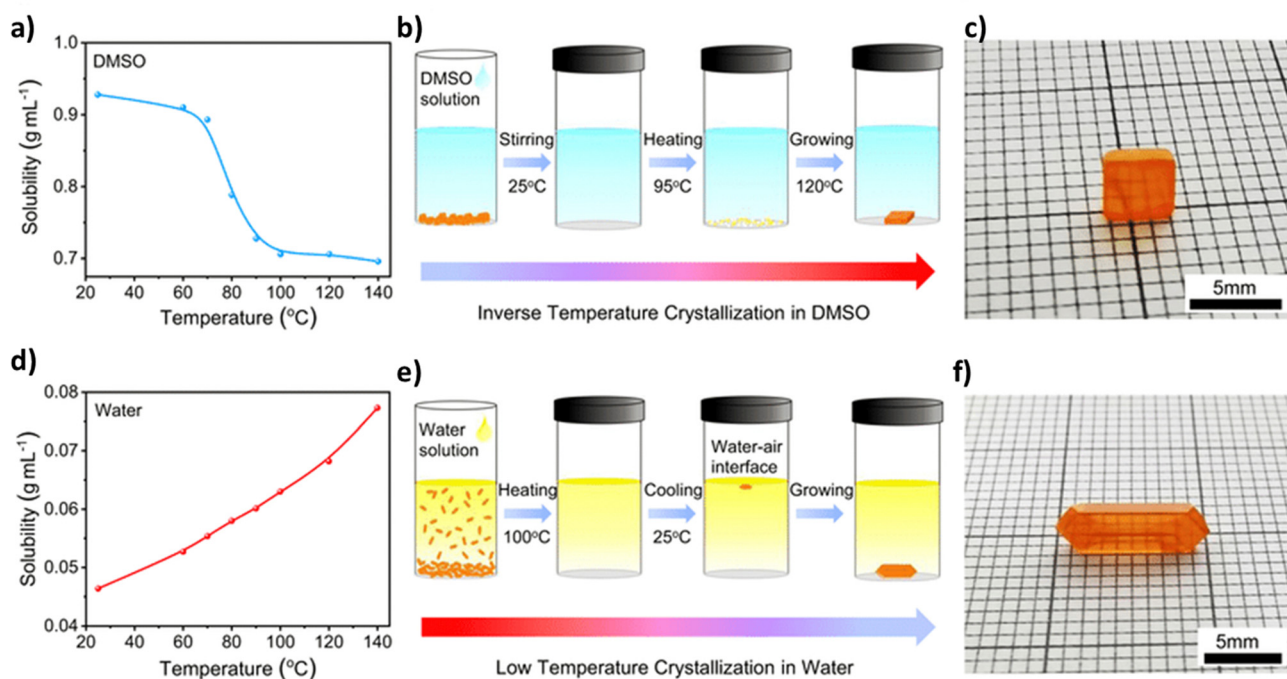 a)
1.0
0.9
0.8
0.7
DMSO
Solubility (g mL⁻¹)
20 40 60 80 100 120 140
Temperature (°C)
b)
DMSO
solution
Stirring
25°C
Heating
95°C
Growing
120°C
Inverse Temperature Crystallization in DMSO
c)
5mm
d)
0.08
0.07
0.06
0.05
0.04
Water
Solubility (g mL⁻¹)
20 40 60 80 100 120 140
Temperature (°C)
e)
Water
solution
Heating
100°C
Cooling
25°C
Water-air
interface
Growing
Low Temperature Crystallization in Water
f)
5mm